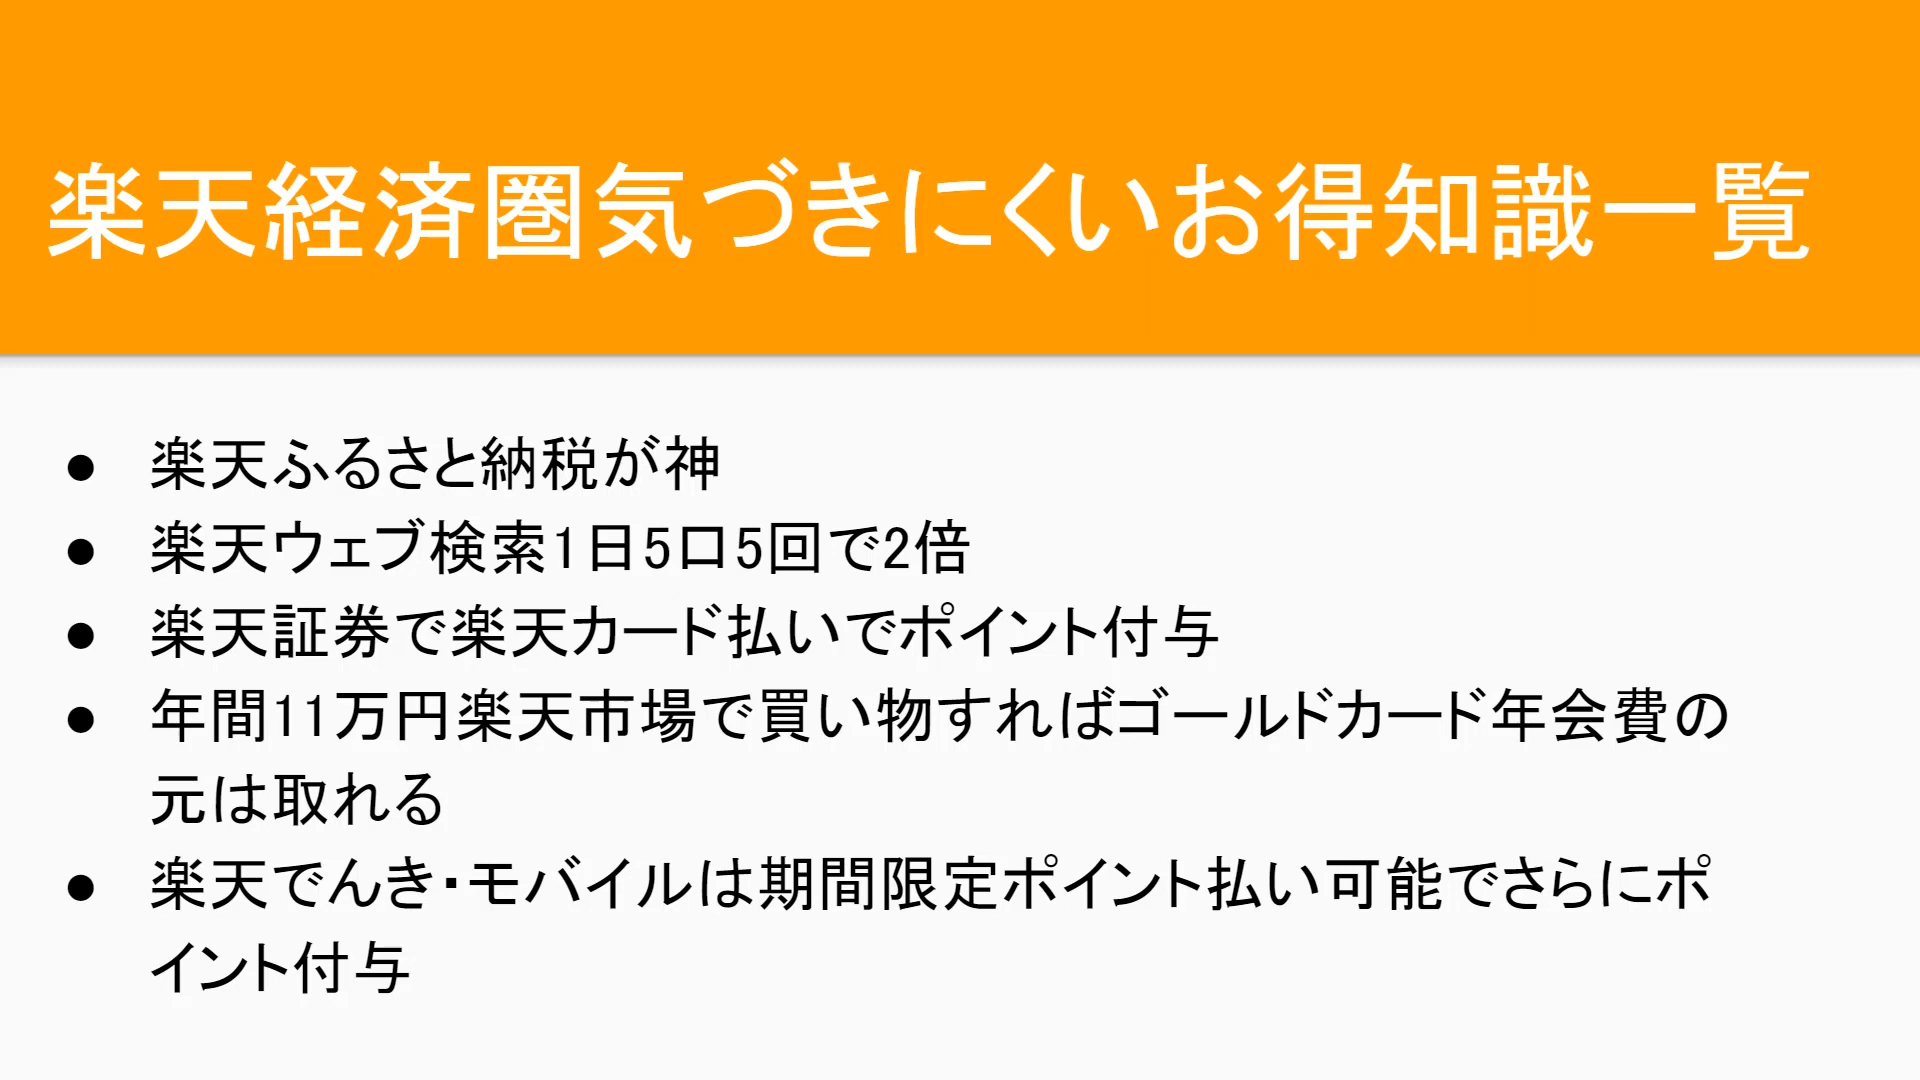 楽天経済圏気づきにくいお得知識一覧
● 楽天ふるさと納税が神
● 楽天ウェブ検索1日5口5回で2倍
● 楽天証券で楽天カード払いでポイント付与
● 年間11万円楽天市場で買い物すればゴールドカード年会費の
元は取れる
● 楽天でんき・モバイルは期間限定ポイント払い可能でさらにポ
イント付与